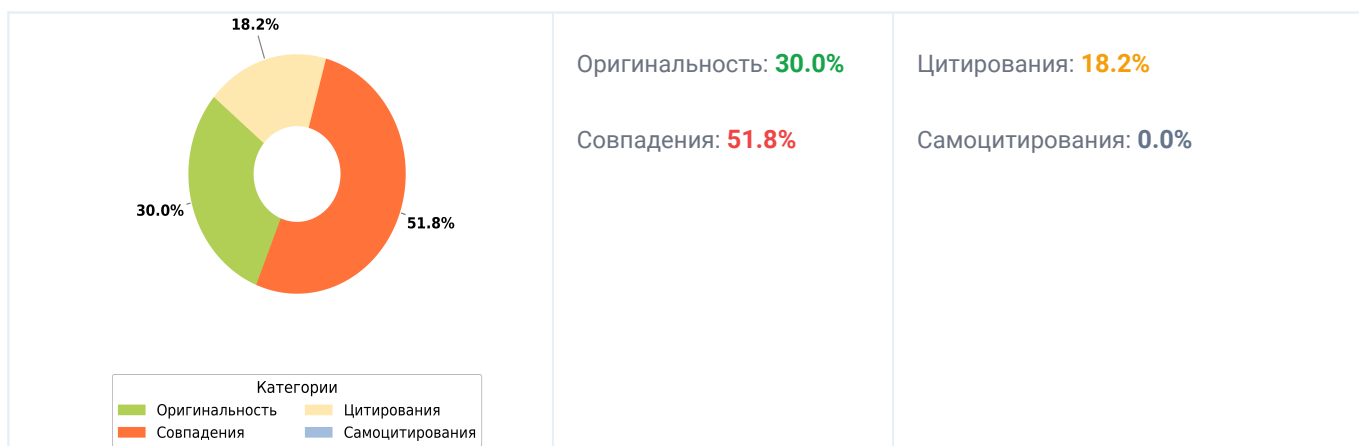 18.2%
30.0%
51.8%
Категории
Оригинальность Цитирования
Совпадения Самоцитирования
Оригинальность: 30.0%
Совпадения: 51.8%
Цитирования: 18.2%
Самоцитирования: 0.0%